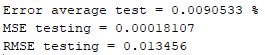 Error average test = 0.0090533 %
MSE testing = 0.00018107
RMSE testing = 0.013456